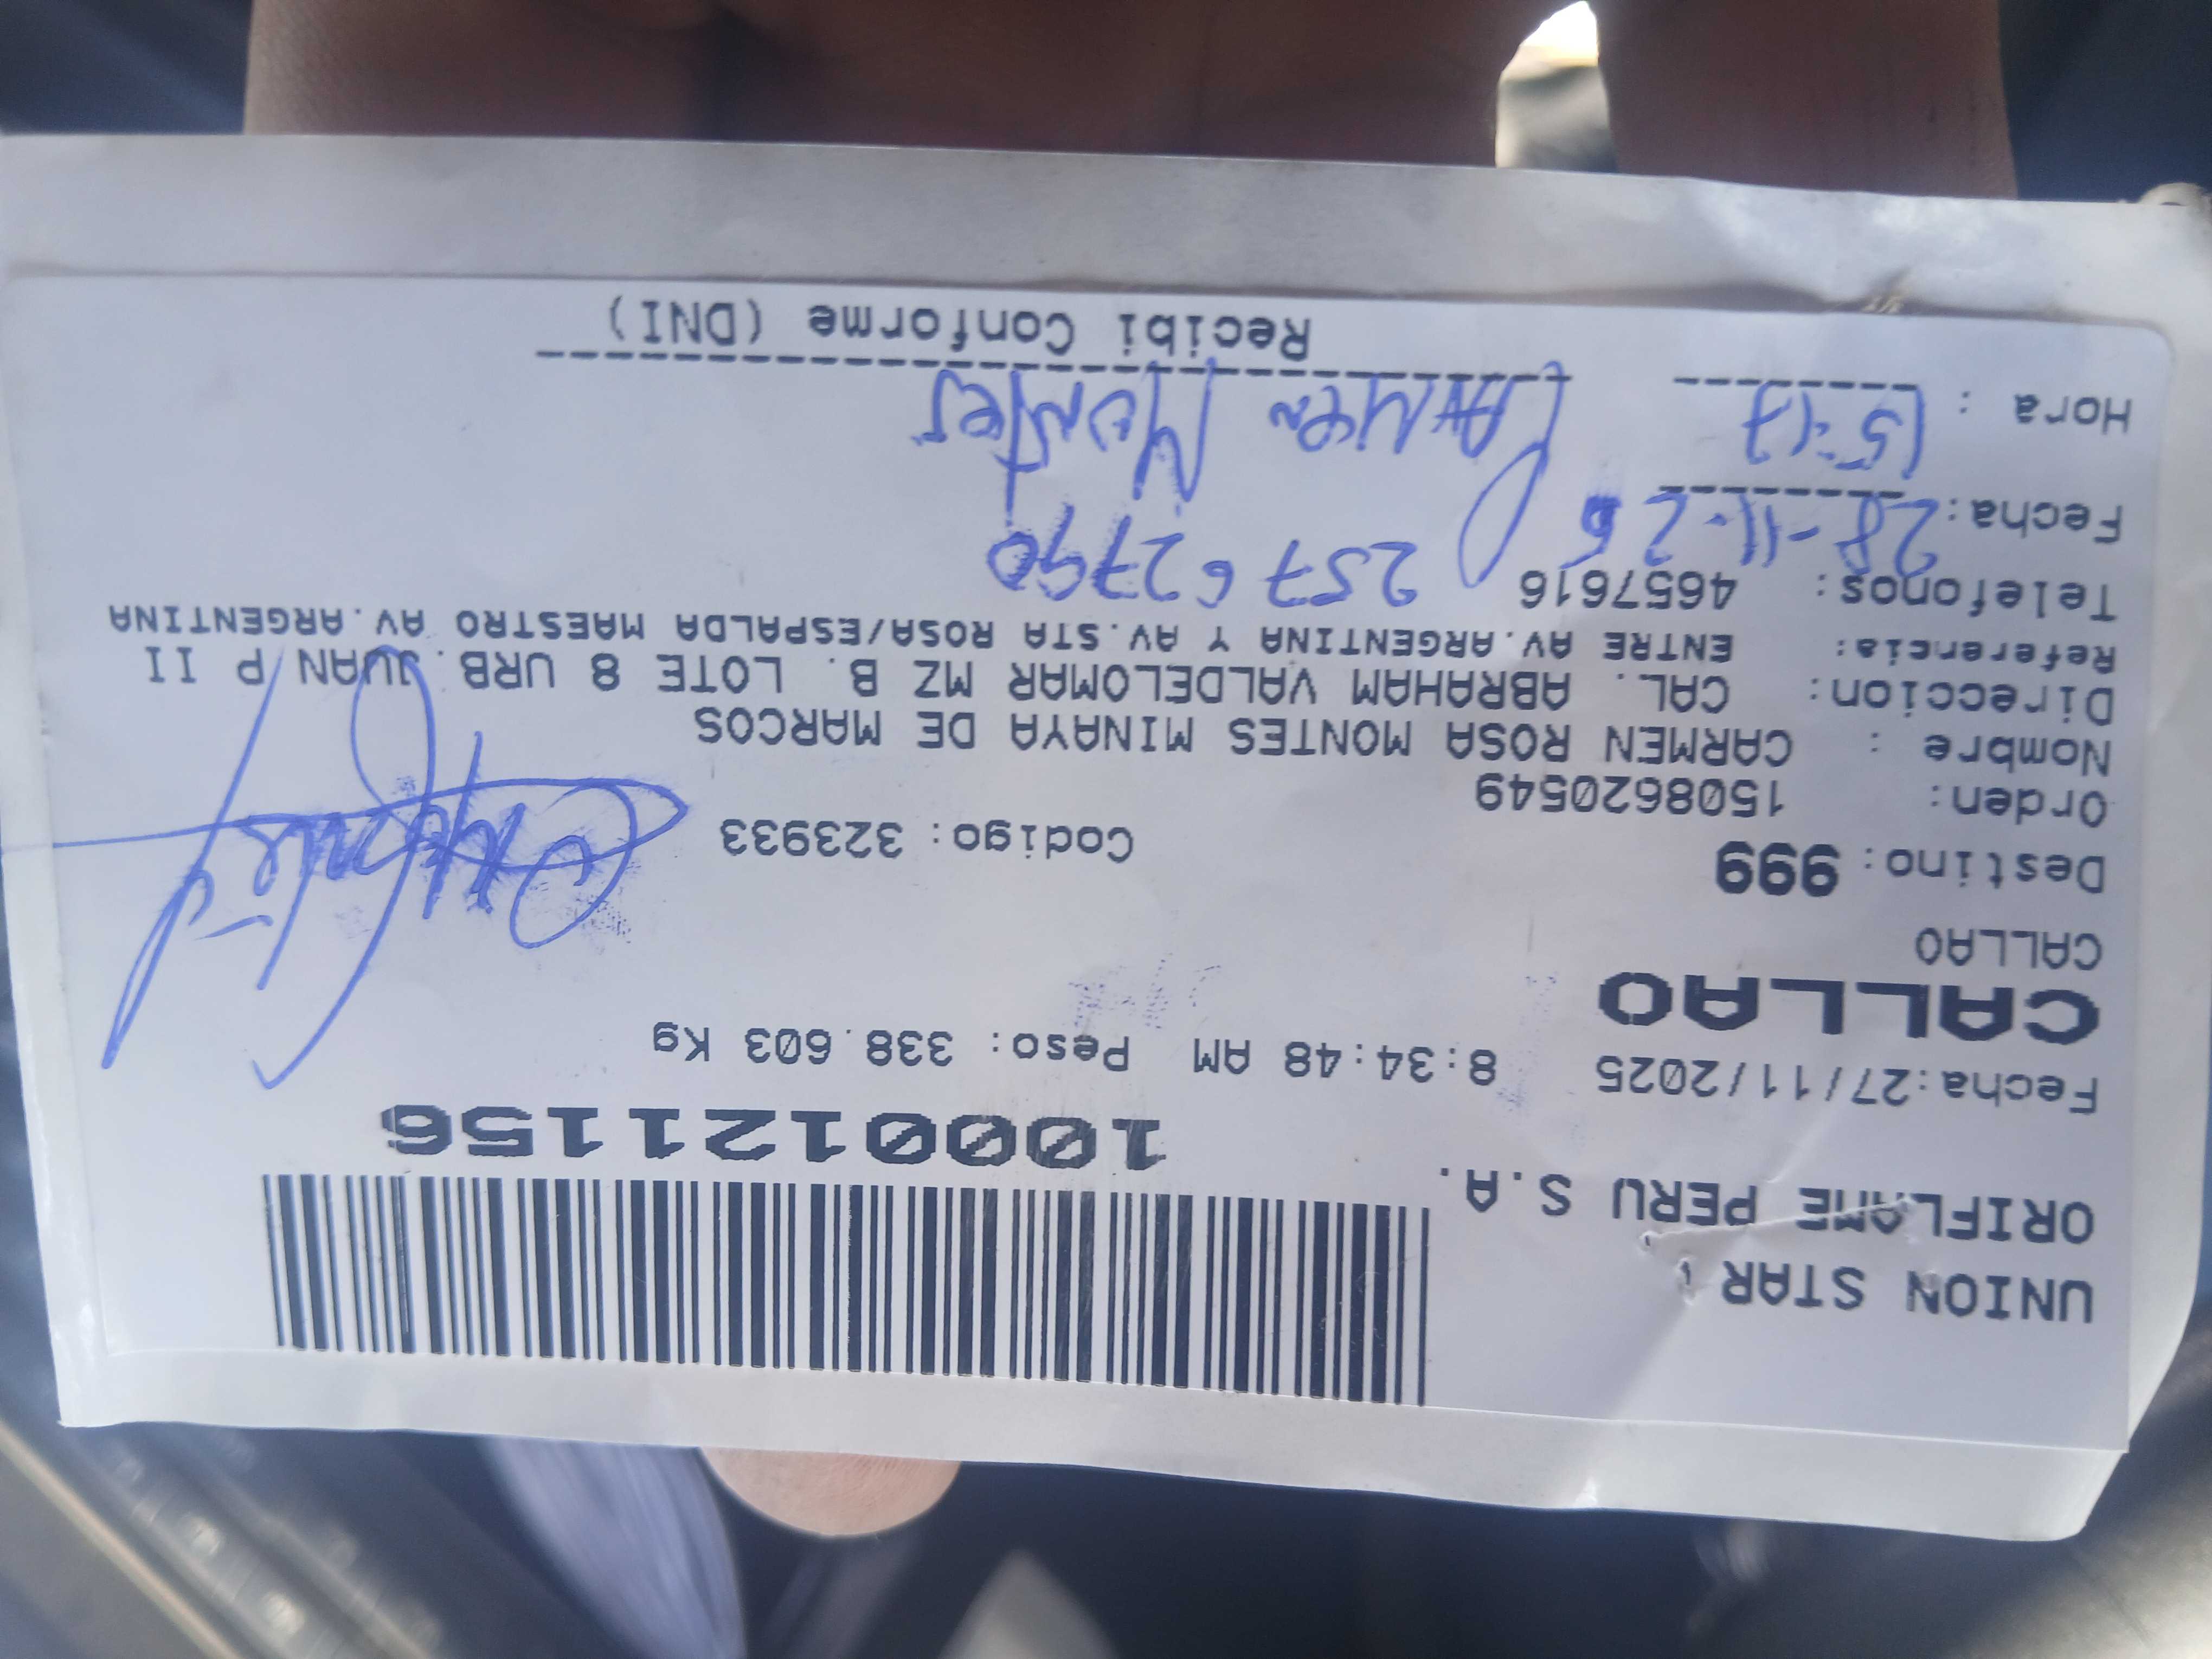 UNION STAR
ORIFLAME PERU S.A.
1000121156
Fecha:27/11/2025 8:34:48 AM Peso: 338.603 Kg
CALLAO
CALLAO
Destino: 999 Codigo: 323933
Orden: 1508620549
Nombre : CARMEN ROSA MONTES MINAYA DE MARCOS
Direccion: CAL. ABRAHAM VALDELOMAR MZ B. LOTE 8 URB.JUAN P II
Referencia: ENTRE AV.ARGENTINA Y AV.STA ROSA/ESPALDA MAESTRO AV.ARGENTINA
Telefonos: 4657616 25762790
Fecha: 28-11-25
Hora : 15:17 Carmen Montes
Recibi Conforme (DNI)